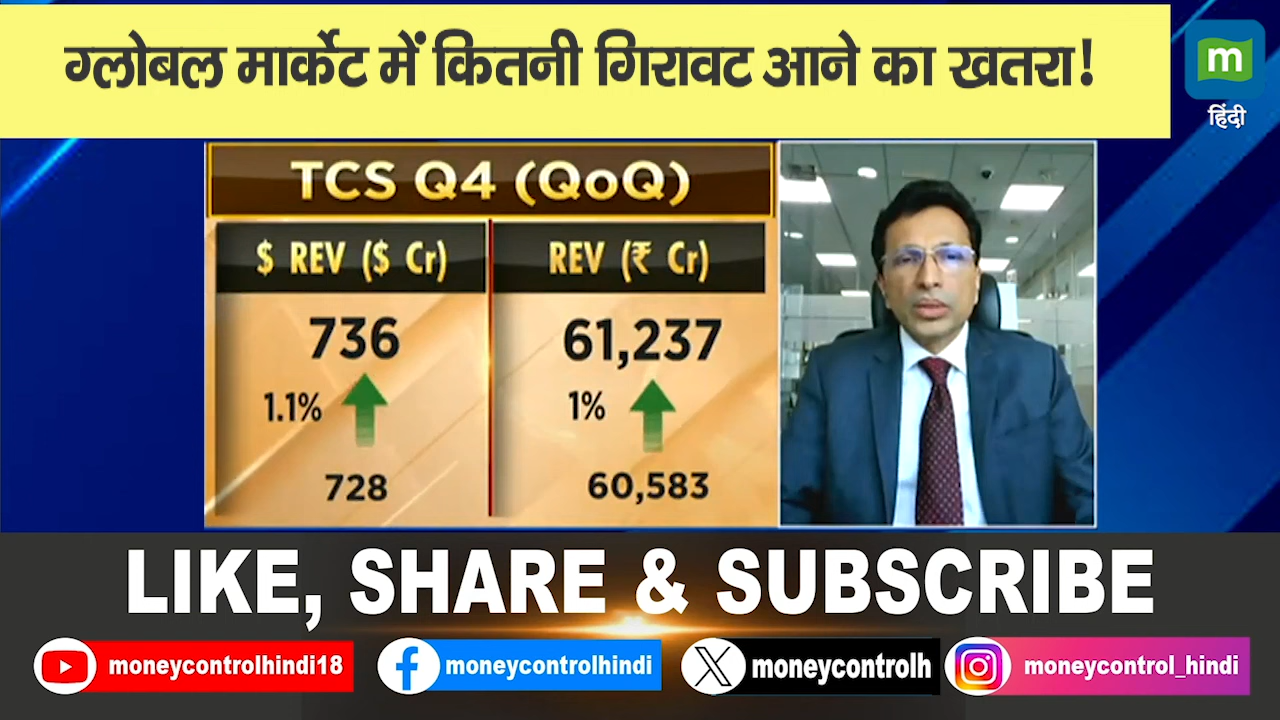 ग्लोबल मार्केट में कितनी गिरावट आने का खतरा!
m
हिंदी
TCS Q4 (QoQ)
$ REV ($ Cr)
REV (₹ Cr)
736
61,237
1.1%
1%
728
60,583
LIKE, SHARE & SUBSCRIBE
moneycontrolhindi18
moneycontrolhindi
moneycontrolh
moneycontrol_hindi